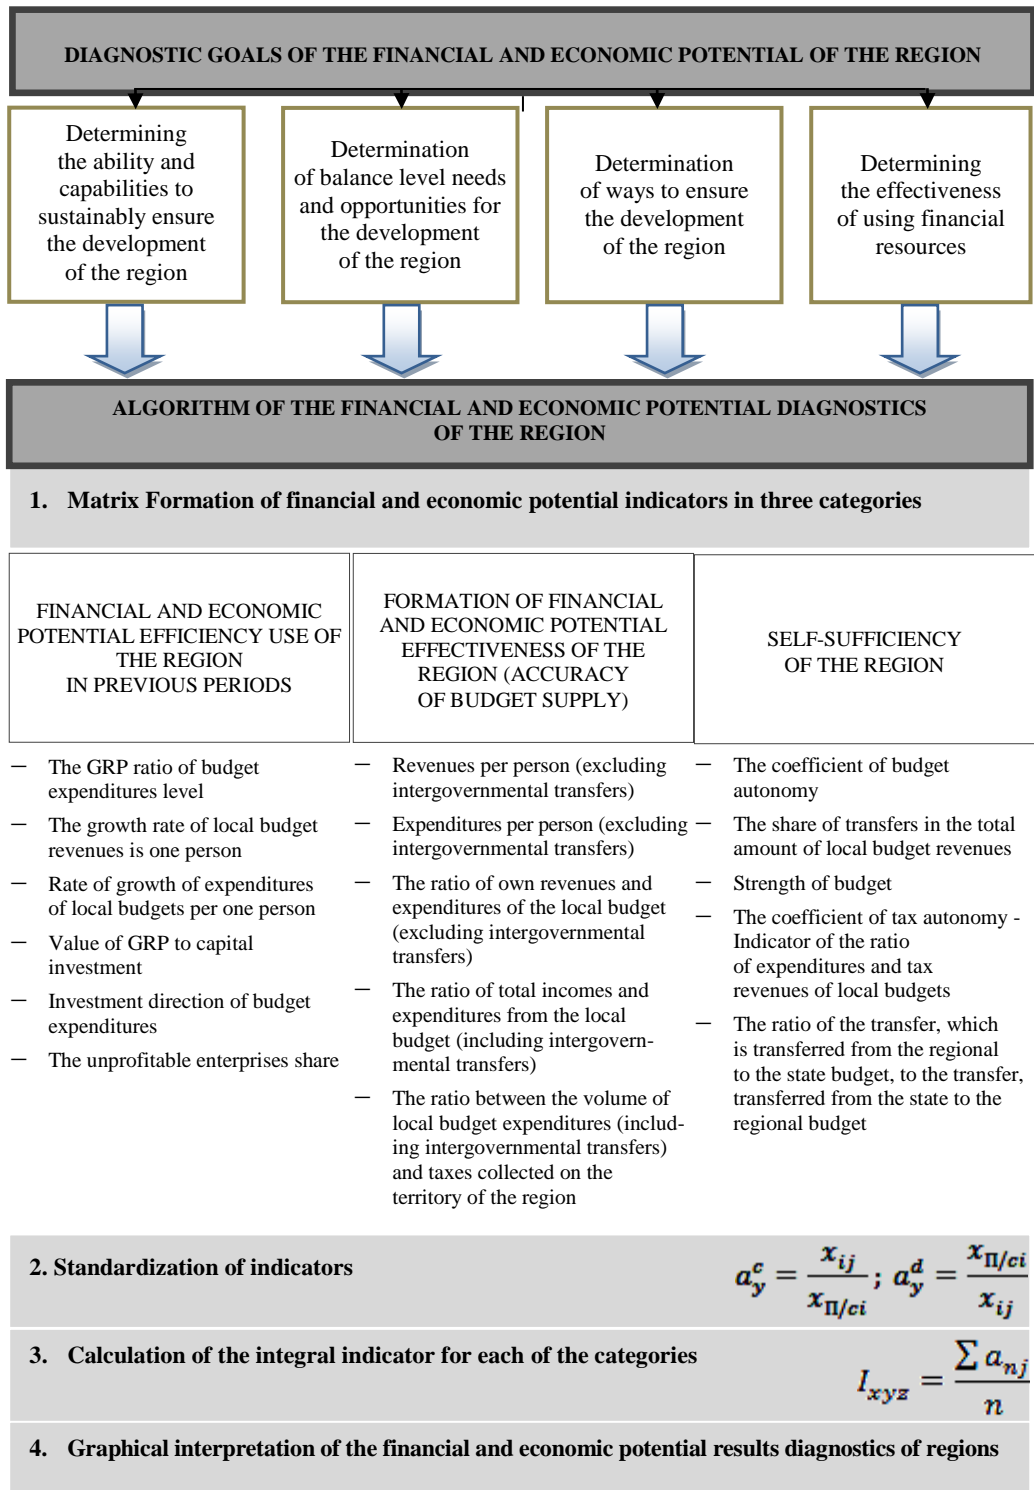 DIAGNOSTIC GOALS OF THE FINANCIAL AND ECONOMIC POTENTIAL OF THE REGION
Determining
the ability and
capabilities to
sustainably ensure
the development
of the region
Determination
of balance level needs
and opportunities for
the development
of the region
Determination
of ways to ensure
the development
of the region
Determining
the effectiveness
of using financial
resources
ALGORITHM OF THE FINANCIAL AND ECONOMIC POTENTIAL DIAGNOSTICS
OF THE REGION
1. Matrix Formation of financial and economic potential indicators in three categories
FINANCIAL AND ECONOMIC
POTENTIAL EFFICIENCY USE OF
THE REGION
IN PREVIOUS PERIODS
FORMATION OF FINANCIAL
AND ECONOMIC POTENTIAL
EFFECTIVENESS OF THE
REGION (ACCURACY
OF BUDGET SUPPLY)
SELF-SUFFICIENCY
OF THE REGION
– The GRP ratio of budget
expenditures level
– The growth rate of local budget
revenues is one person
– Rate of growth of expenditures
of local budgets per one person
– Value of GRP to capital
investment
– Investment direction of budget
expenditures
– The unprofitable enterprises share
– Revenues per person (excluding
intergovernmental transfers)
– Expenditures per person (excluding
intergovernmental transfers)
– The ratio of own revenues and
expenditures of the local budget
(excluding intergovernmental
transfers)
– The ratio of total incomes and
expenditures from the local
budget (including intergovern-
mental transfers)
– The ratio between the volume of
local budget expenditures (includ-
ing intergovernmental transfers)
and taxes collected on the
territory of the region
– The coefficient of budget
autonomy
– The share of transfers in the total
amount of local budget revenues
– Strength of budget
– The coefficient of tax autonomy -
Indicator of the ratio
of expenditures and tax
revenues of local budgets
– The ratio of the transfer, which
is transferred from the regional
to the state budget, to the transfer,
transferred from the state to the
regional budget
2. Standardization of indicators
a_y^c = x_ij / x_П/ci ; a_y^d = x_П/ci / x_ij
3. Calculation of the integral indicator for each of the categories
I_xyz = ∑ a_nj / n
4. Graphical interpretation of the financial and economic potential results diagnostics of regions